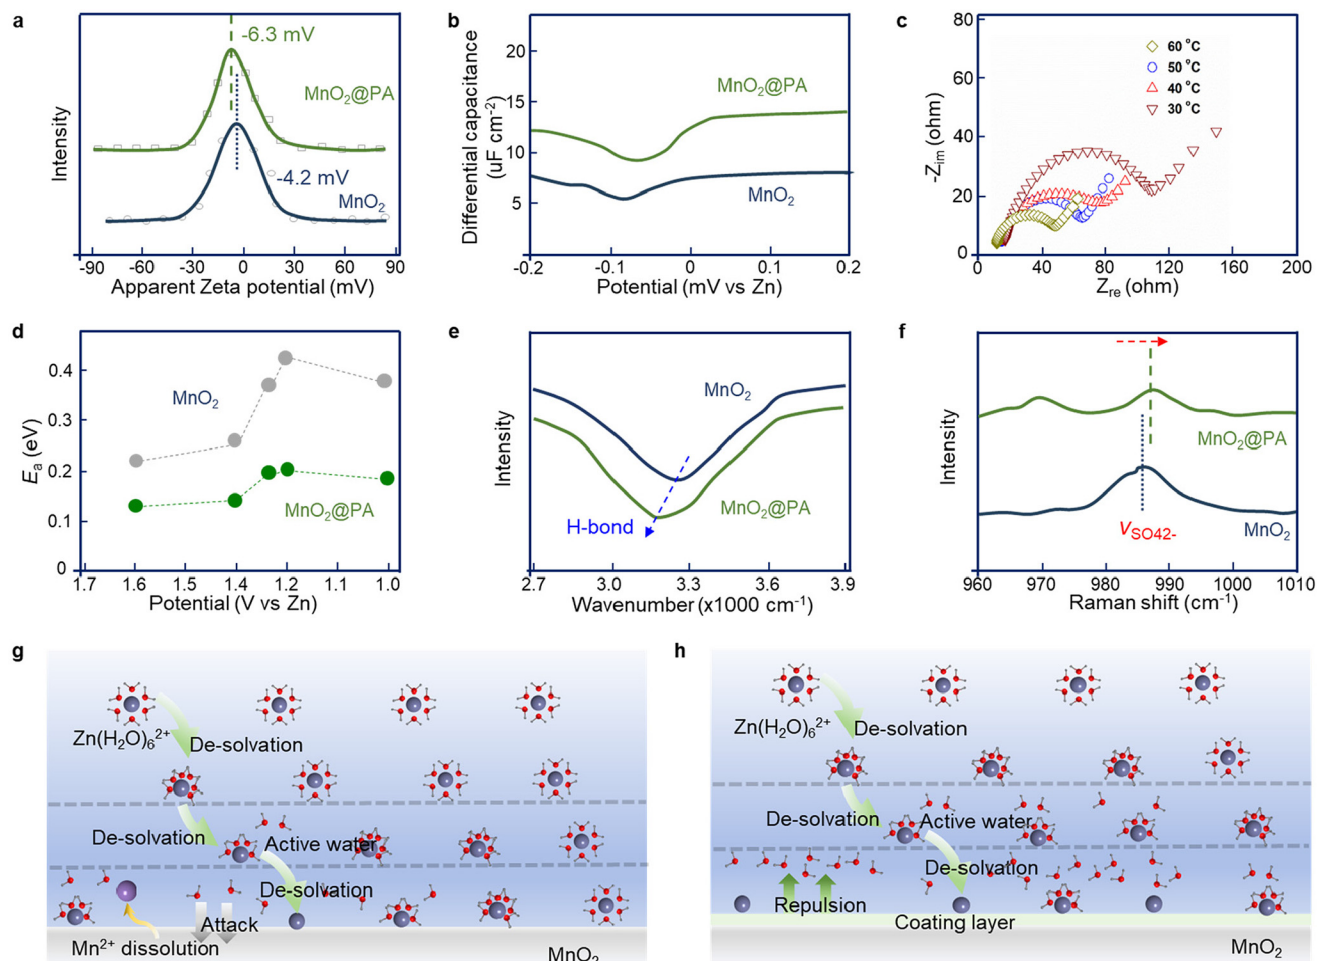 a
-6.3 mV
MnO2@PA
-4.2 mV
MnO2
Intensity
-90 -60 -30 0 30 60 90
Apparent Zeta potential (mV)
b
20
15
10
5
Differential capacitance
(uF cm-2)
MnO2@PA
MnO2
-0.2 -0.1 0 0.1 0.2
Potential (mV vs Zn)
c
80
60
40
20
0
-Zim (ohm)
60 °C
50 °C
40 °C
30 °C
0 40 80 120 160 200
Zre (ohm)
d
0.4
0.3
0.2
0.1
0
Ea (eV)
MnO2
MnO2@PA
1.7 1.6 1.5 1.4 1.3 1.2 1.1 1.0
Potential (V vs Zn)
e
Intensity
MnO2
H-bond
MnO2@PA
2.7 3.0 3.3 3.6 3.9
Wavenumber (x1000 cm-1)
f
Intensity
MnO2@PA
νSO42-
MnO2
960 970 980 990 1000 1010
Raman shift (cm-1)
g
Zn(H2O)6 2+
De-solvation
De-solvation
Active water
De-solvation
Attack
Mn2+ dissolution
MnO2
h
Zn(H2O)6 2+
De-solvation
De-solvation
Active water
De-solvation
Repulsion
Coating layer
MnO2